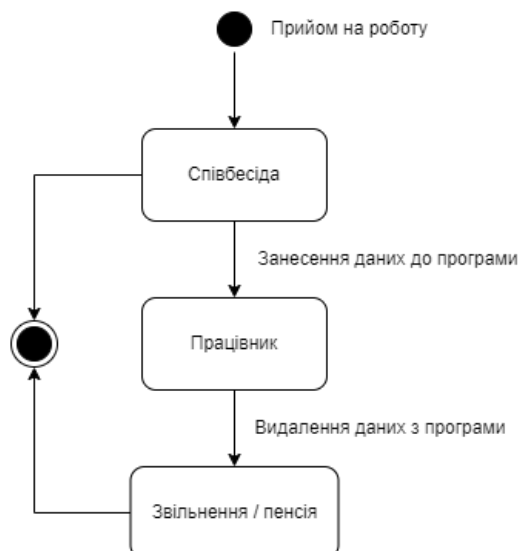 Прийом на роботу
Співбесіда
Занесення даних до програми
Працівник
Видалення даних з програми
Звільнення / пенсія